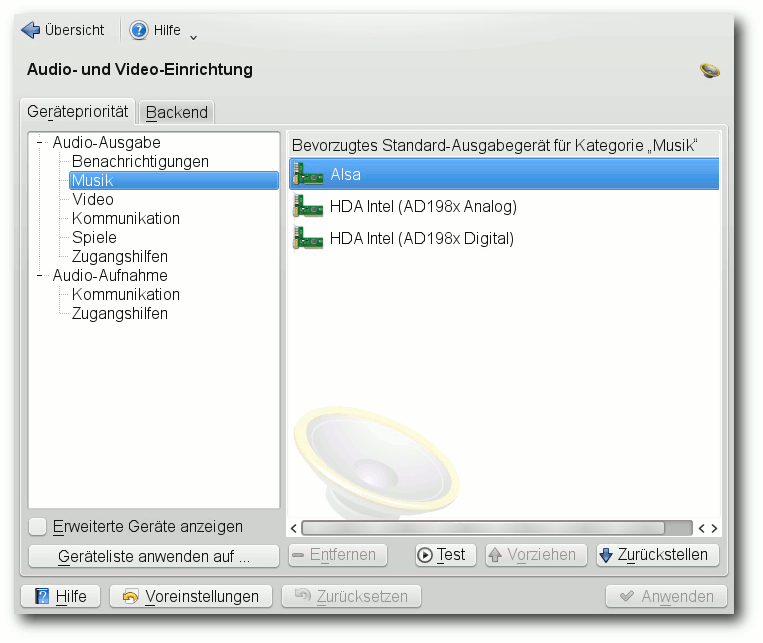 Übersicht Hilfe
Audio- und Video-Einrichtung
Gerätepriorität Backend
Audio-Ausgabe
Benachrichtigungen
Musik
Video
Kommunikation
Spiele
Zugangshilfen
Audio-Aufnahme
Kommunikation
Zugangshilfen
Bevorzugtes Standard-Ausgabegerät für Kategorie „Musik“
Alsa
HDA Intel (AD198x Analog)
HDA Intel (AD198x Digital)
Erweiterte Geräte anzeigen
Geräteliste anwenden auf ...
Entfernen Test Vorziehen Zurückstellen
Hilfe Voreinstellungen Zurücksetzen Anwenden